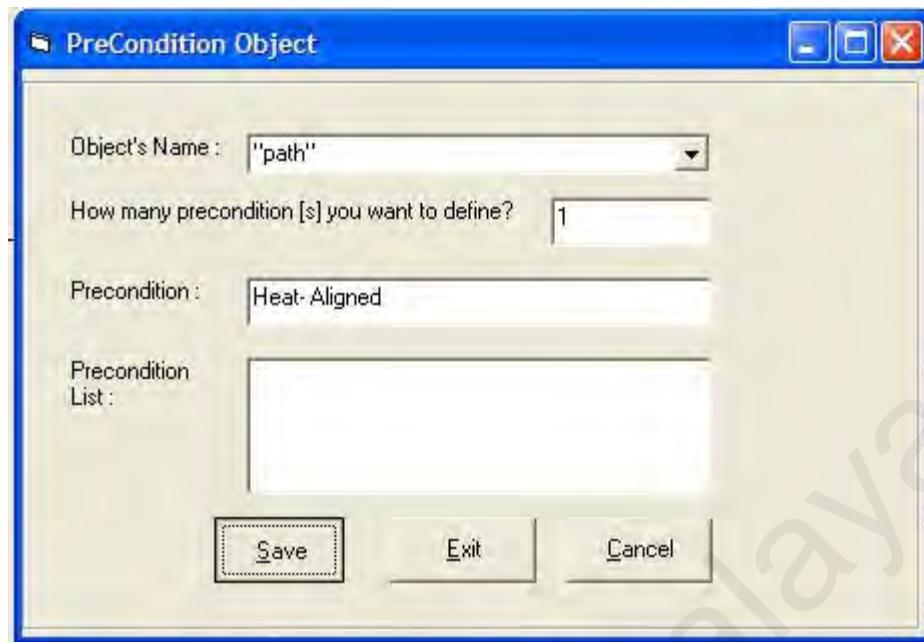 PreCondition Object
Object's Name :
"path"
How many precondition [s] you want to define?
1
Precondition :
Heat- Aligned
Precondition
List :
Save
Exit
Cancel